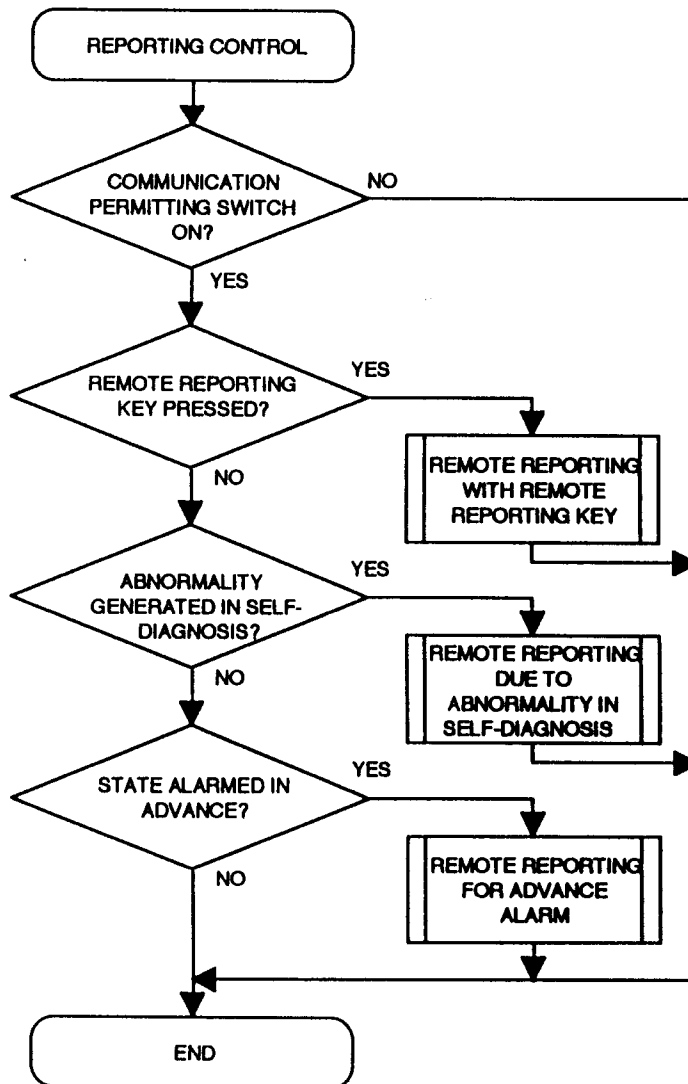 REPORTING CONTROL
COMMUNICATION
PERMITTING SWITCH
ON?
NO
YES
REMOTE REPORTING
KEY PRESSED?
YES
NO
REMOTE REPORTING
WITH REMOTE
REPORTING KEY
ABNORMALITY
GENERATED IN SELF-
DIAGNOSIS?
YES
NO
REMOTE REPORTING
DUE TO
ABNORMALITY IN
SELF-DIAGNOSIS
STATE ALARMED IN
ADVANCE?
YES
NO
REMOTE REPORTING
FOR ADVANCE
ALARM
END